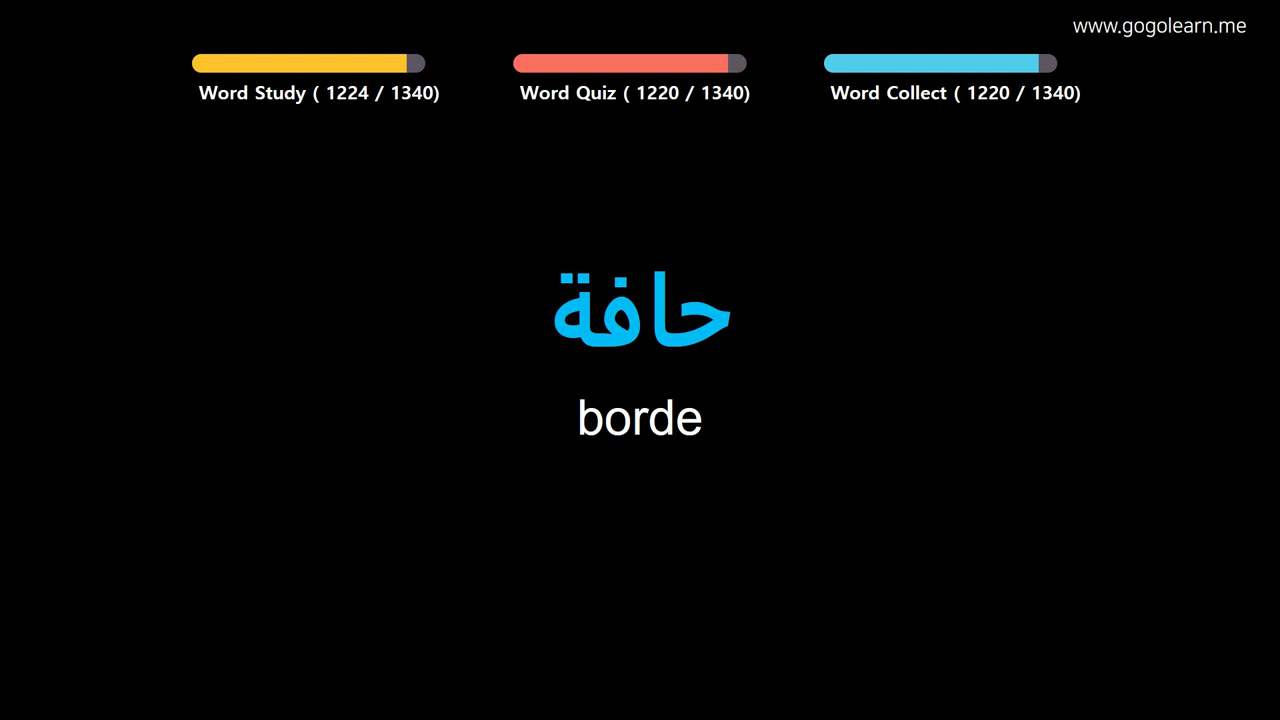 www.gogolearn.me
Word Study ( 1224 / 1340)
Word Quiz ( 1220 / 1340)
Word Collect ( 1220 / 1340)
حافة
borde